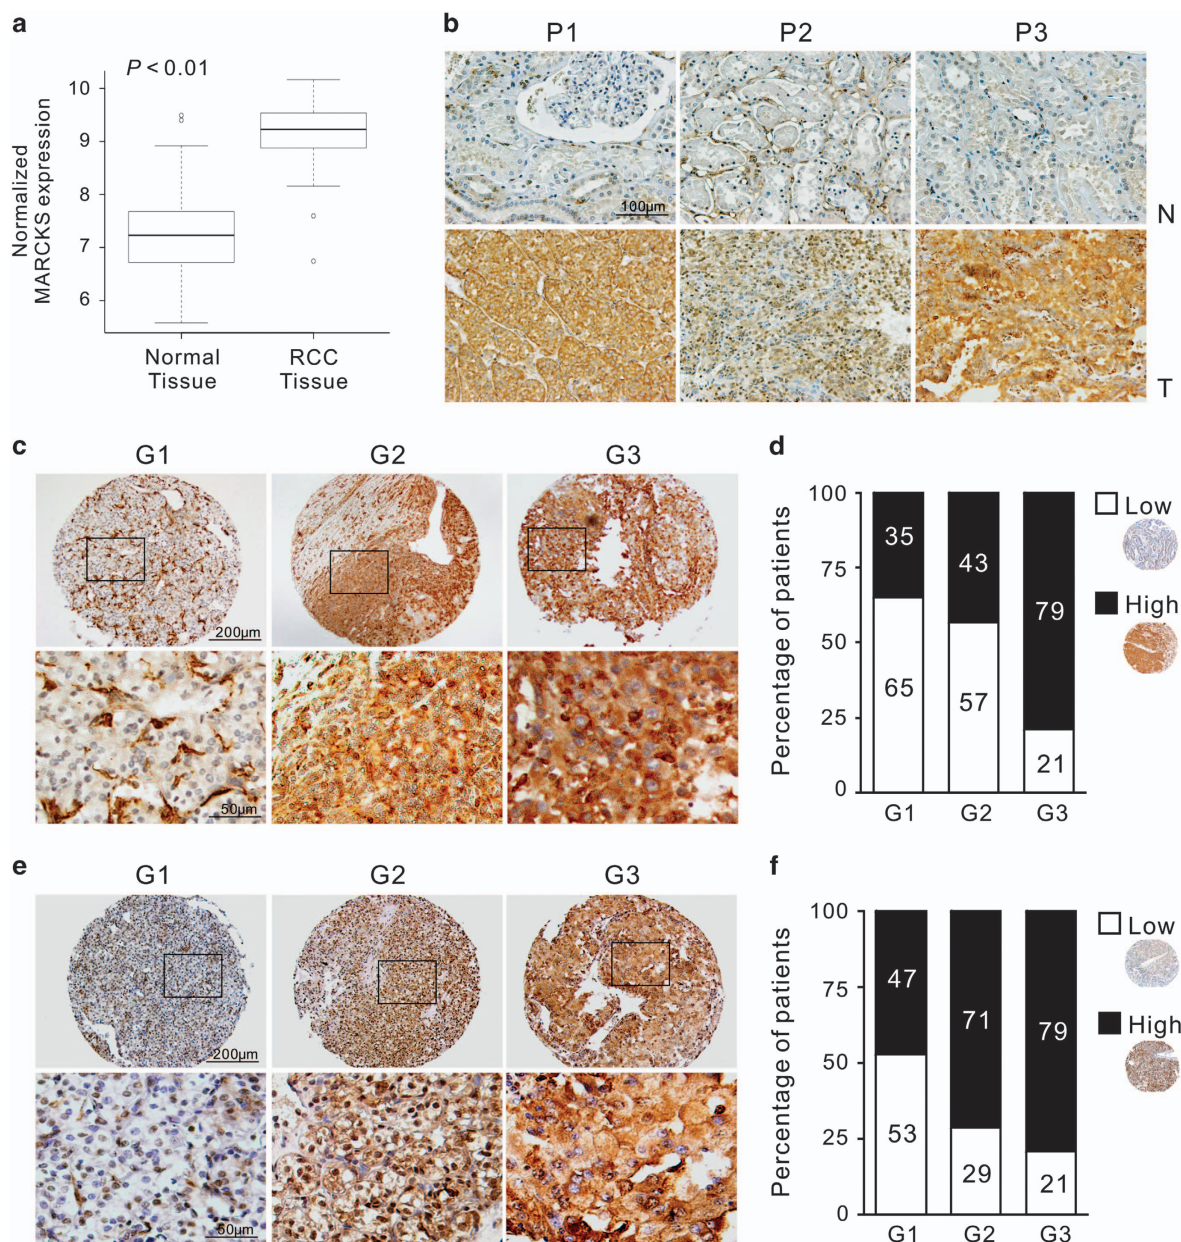 a
P < 0.01
Normalized
MARCKS expression
10
9
8
7
6
Normal
Tissue
RCC
Tissue
b
P1
P2
P3
100µm
N
T
c
G1
G2
G3
200µm
50µm
d
Percentage of patients
100
75
50
25
0
35
43
79
65
57
21
G1
G2
G3
Low
High
e
G1
G2
G3
200µm
50µm
f
Percentage of patients
100
75
50
25
0
47
71
79
53
29
21
G1
G2
G3
Low
High